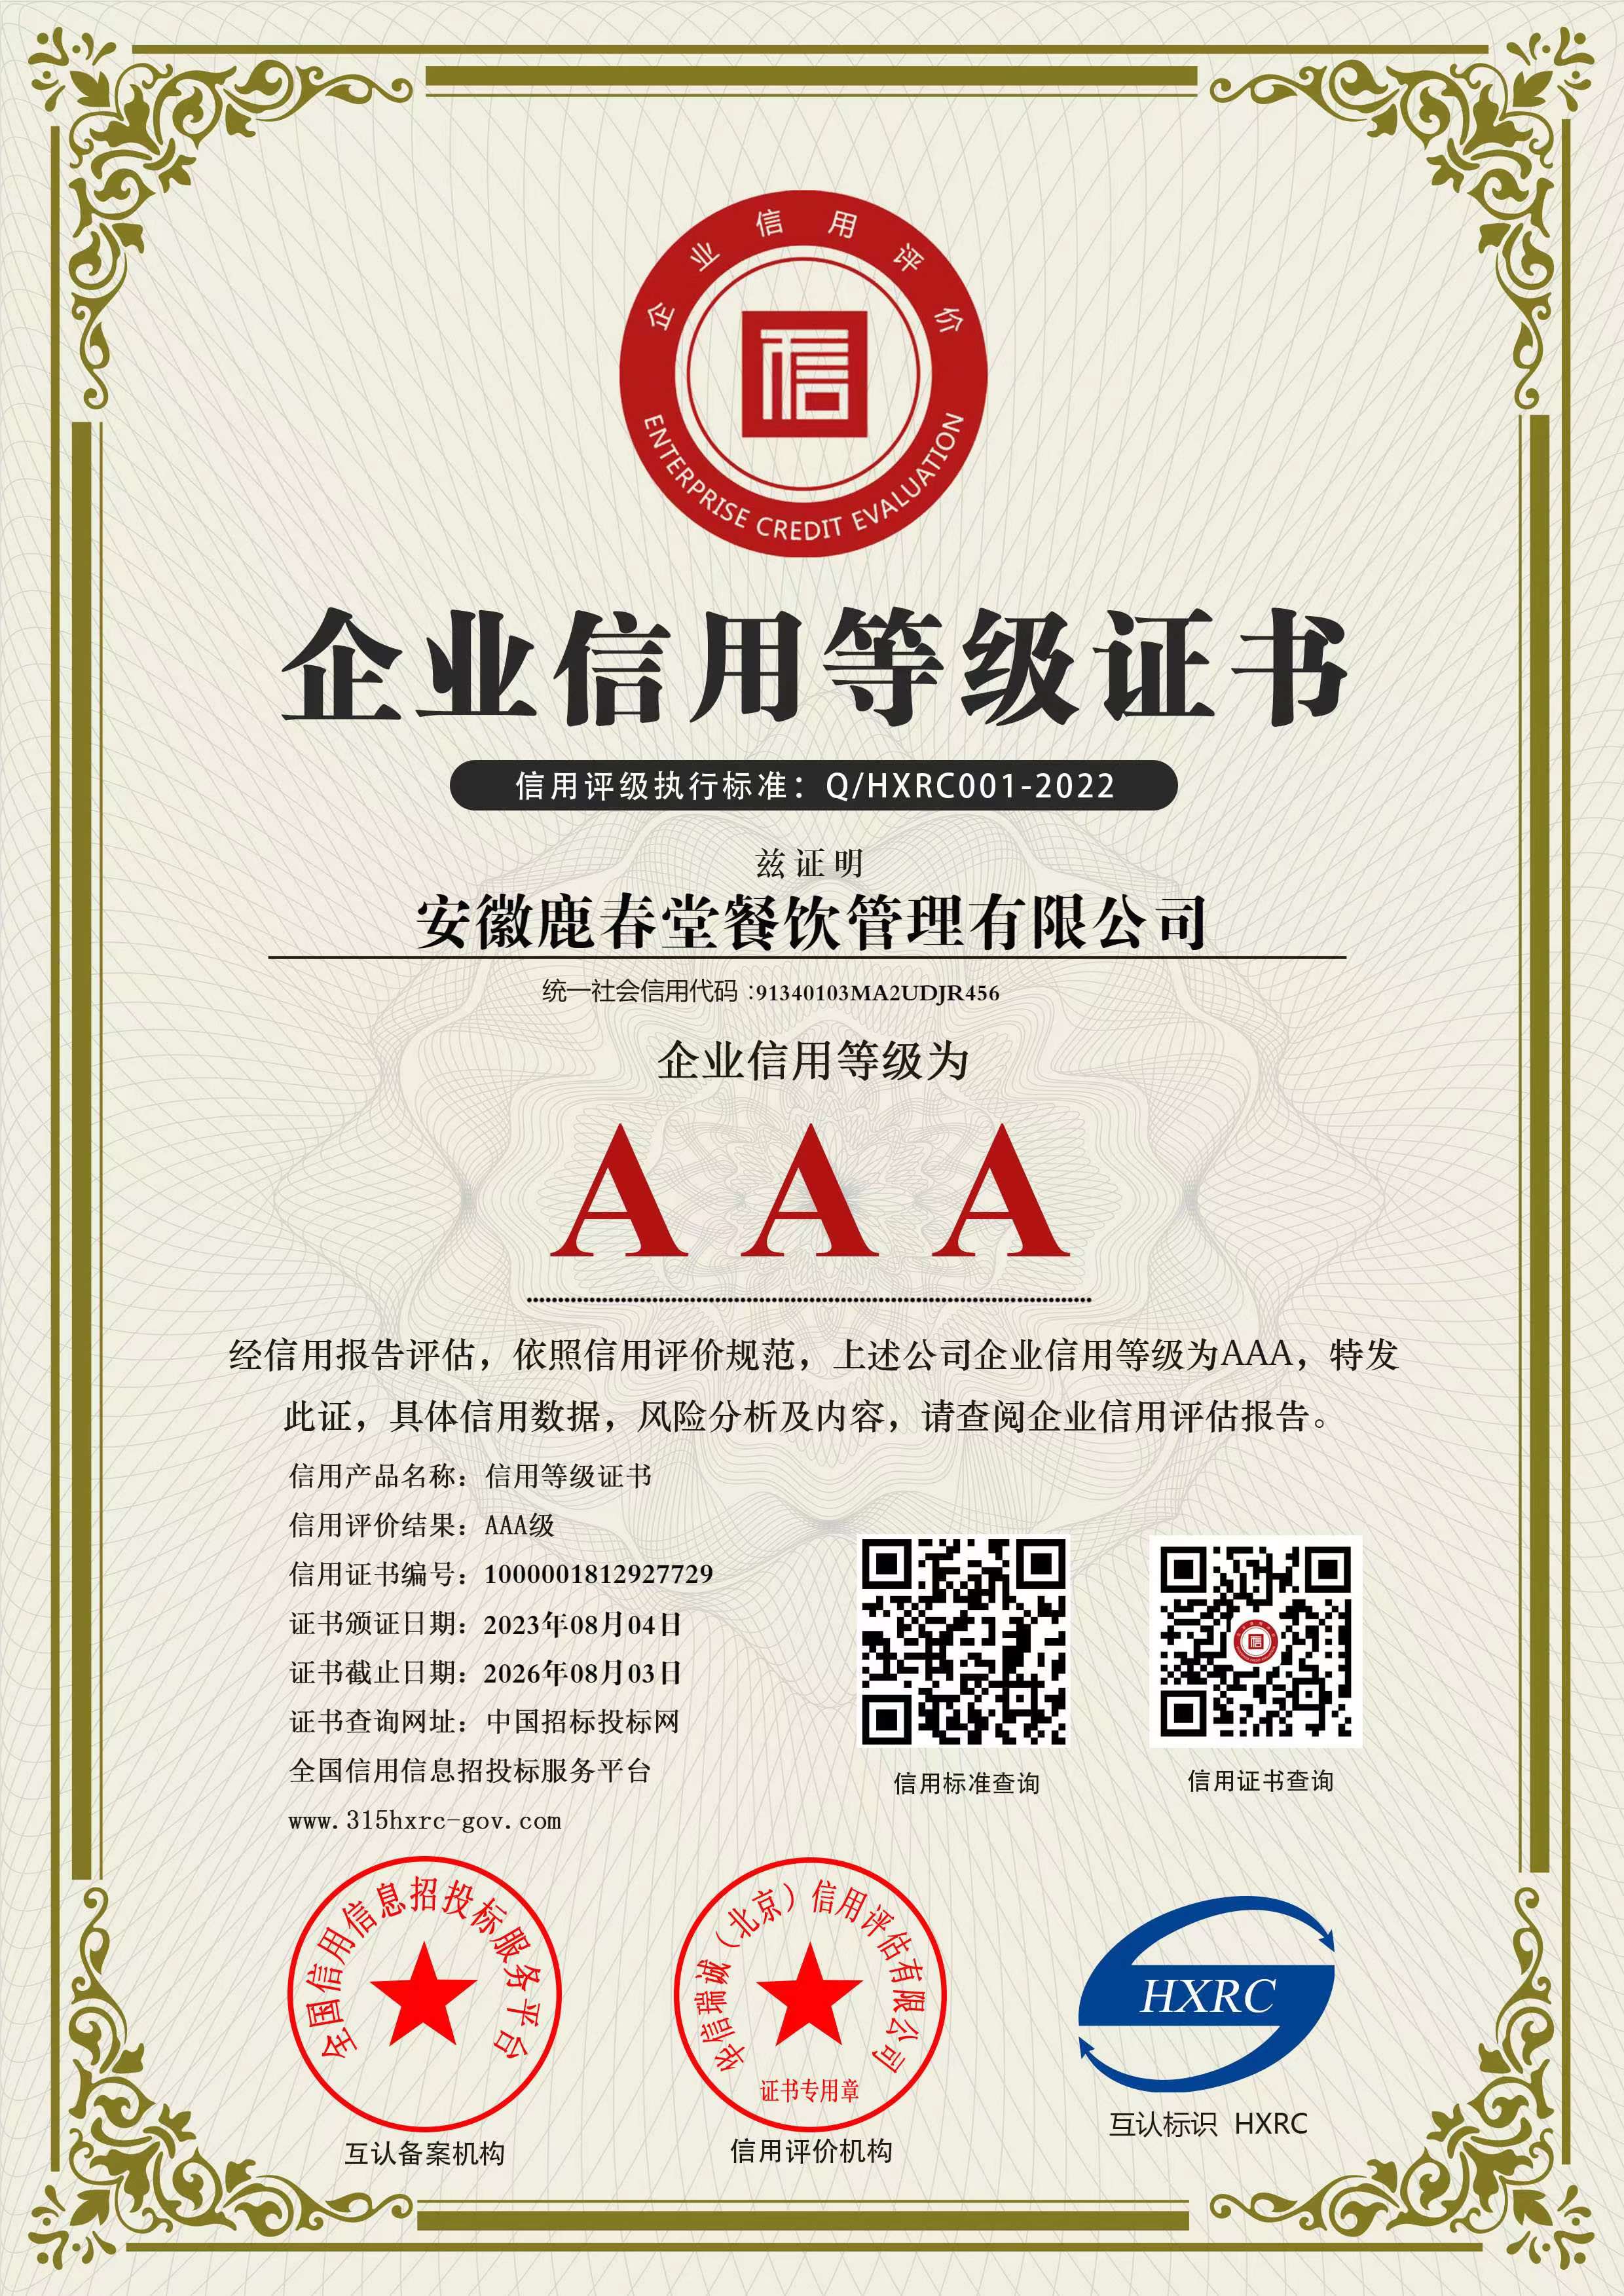 企业信用评价
信
ENTERPRISE CREDIT EVALUATION
企业信用等级证书
信用评级执行标准：Q/HXRC001-2022
兹证明
安徽鹿春堂餐饮管理有限公司
统一社会信用代码：91340103MA2UDJR456
企业信用等级为
AAA
经信用报告评估，依照信用评价规范，上述公司企业信用等级为AAA，特发
此证，具体信用数据，风险分析及内容，请查阅企业信用评估报告。
信用产品名称：信用等级证书
信用评价结果：AAA级
信用证书编号：1000001812927729
证书颁证日期：2023年08月04日
证书截止日期：2026年08月03日
证书查询网址：中国招标投标网
全国信用信息招投标服务平台
www.315hxrc-gov.com
信用标准查询
信用证书查询
全国信用信息招投标服务平台
互认备案机构
华信瑞诚（北京）信用评估有限公司
证书专用章
信用评价机构
HXRC
互认标识 HXRC